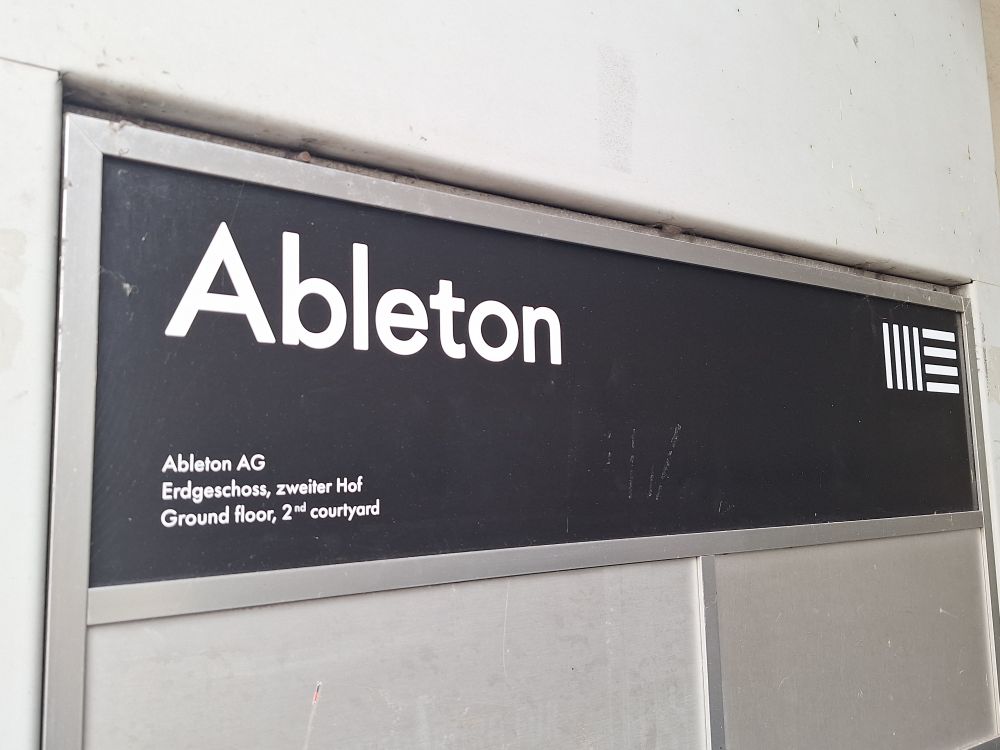 Ableton
Ableton AG
Erdgeschoss, zweiter Hof
Ground floor, 2nd courtyard